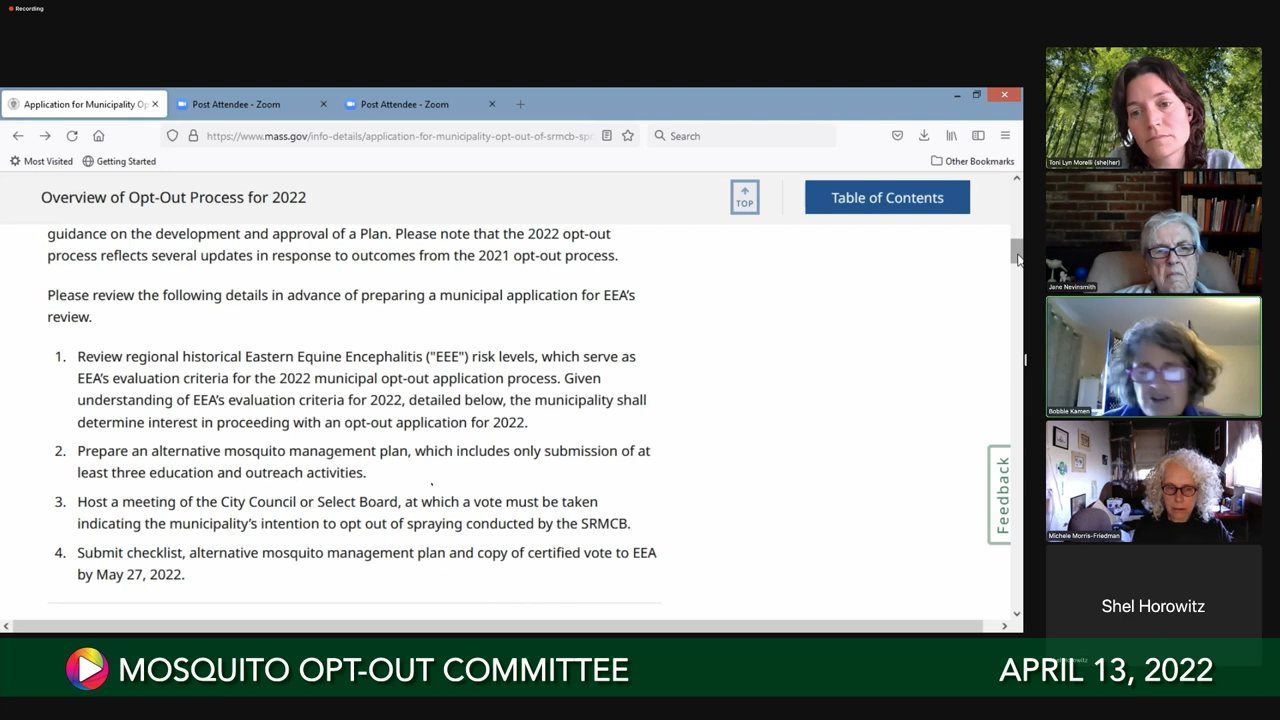 Recording
Application for Municipality Op
Post Attendee - Zoom
Post Attendee - Zoom
https://www.mass.gov/info-details/application-for-municipality-opt-out-of-srmcb-spr
Search
Most Visited
Getting Started
Other Bookmarks
Overview of Opt-Out Process for 2022
TOP
Table of Contents
guidance on the development and approval of a Plan. Please note that the 2022 opt-out
process reflects several updates in response to outcomes from the 2021 opt-out process.
Please review the following details in advance of preparing a municipal application for EEA's
review.
1. Review regional historical Eastern Equine Encephalitis ("EEE") risk levels, which serve as
EEA's evaluation criteria for the 2022 municipal opt-out application process. Given
understanding of EEA's evaluation criteria for 2022, detailed below, the municipality shall
determine interest in proceeding with an opt-out application for 2022.
2. Prepare an alternative mosquito management plan, which includes only submission of at
least three education and outreach activities.
3. Host a meeting of the City Council or Select Board, at which a vote must be taken
indicating the municipality's intention to opt out of spraying conducted by the SRMCB.
4. Submit checklist, alternative mosquito management plan and copy of certified vote to EEA
by May 27, 2022.
Feedback
Toni Lyn Morelli (she|her)
Jane Nevinsmith
Bobbie Kamen
Michele Morris-Friedman
Shel Horowitz
MOSQUITO OPT-OUT COMMITTEE
APRIL 13, 2022